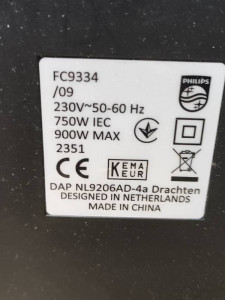 FC9334
/09
230V~50-60 Hz
750W IEC
900W MAX
2351
PHILIPS
CE
KEMA
KEUR
DAP NL9206AD-4a Drachten
DESIGNED IN NETHERLANDS
MADE IN CHINA